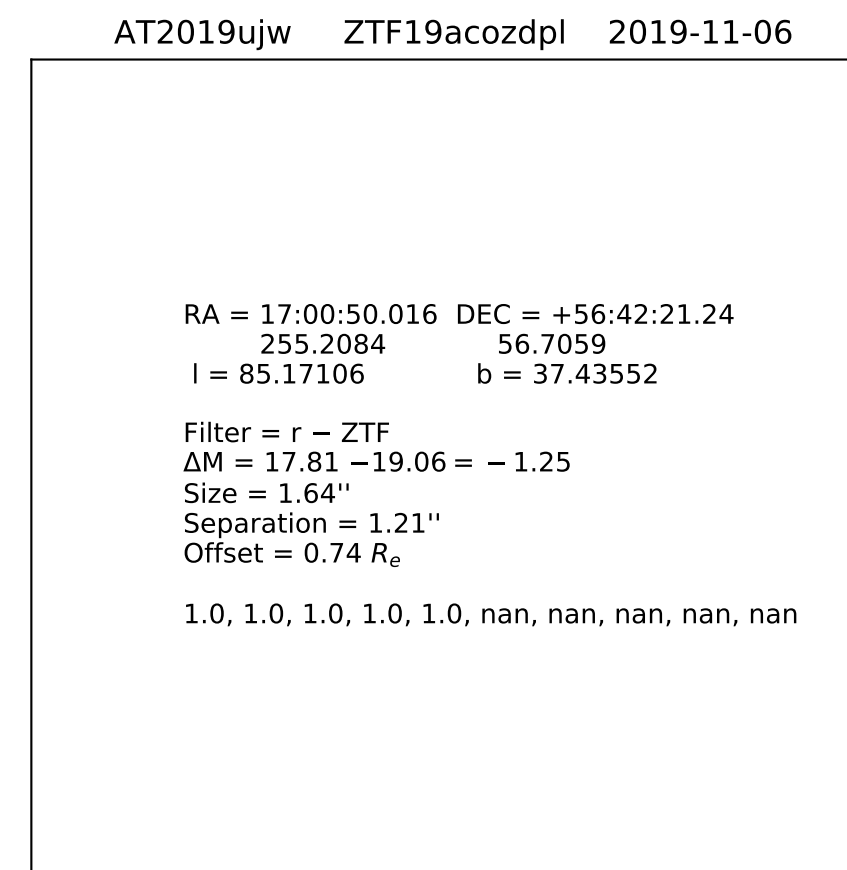 AT2019ujw ZTF19acozdpl 2019-11-06
RA = 17:00:50.016 DEC = +56:42:21.24
255.2084 56.7059
l = 85.17106 b = 37.43552
Filter = r − ZTF
ΔM = 17.81 −19.06 = − 1.25
Size = 1.64''
Separation = 1.21''
Offset = 0.74 Re
1.0, 1.0, 1.0, 1.0, 1.0, nan, nan, nan, nan, nan